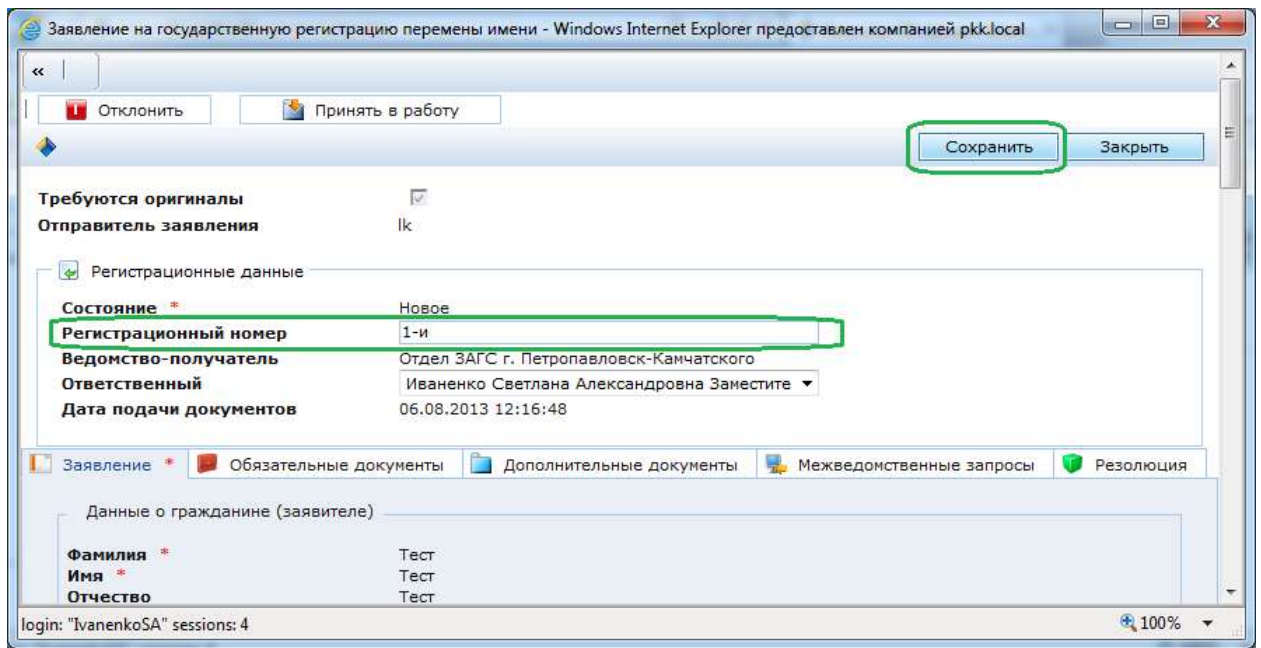 Заявление на государственную регистрацию перемены имени - Windows Internet Explorer предоставлен компанией pkk.local
«
Отклонить Принять в работу
Сохранить Закрыть
Требуются оригиналы
Отправитель заявления lk
Регистрационные данные
Состояние * Новое
Регистрационный номер 1-и
Ведомство-получатель Отдел ЗАГС г. Петропавловск-Камчатского
Ответственный Иваненко Светлана Александровна Заместите
Дата подачи документов 06.08.2013 12:16:48
Заявление * Обязательные документы Дополнительные документы Межведомственные запросы Резолюция
Данные о гражданине (заявителе)
Фамилия * Тест
Имя * Тест
Отчество Тест
login: "IvanenkoSA" sessions: 4 100%